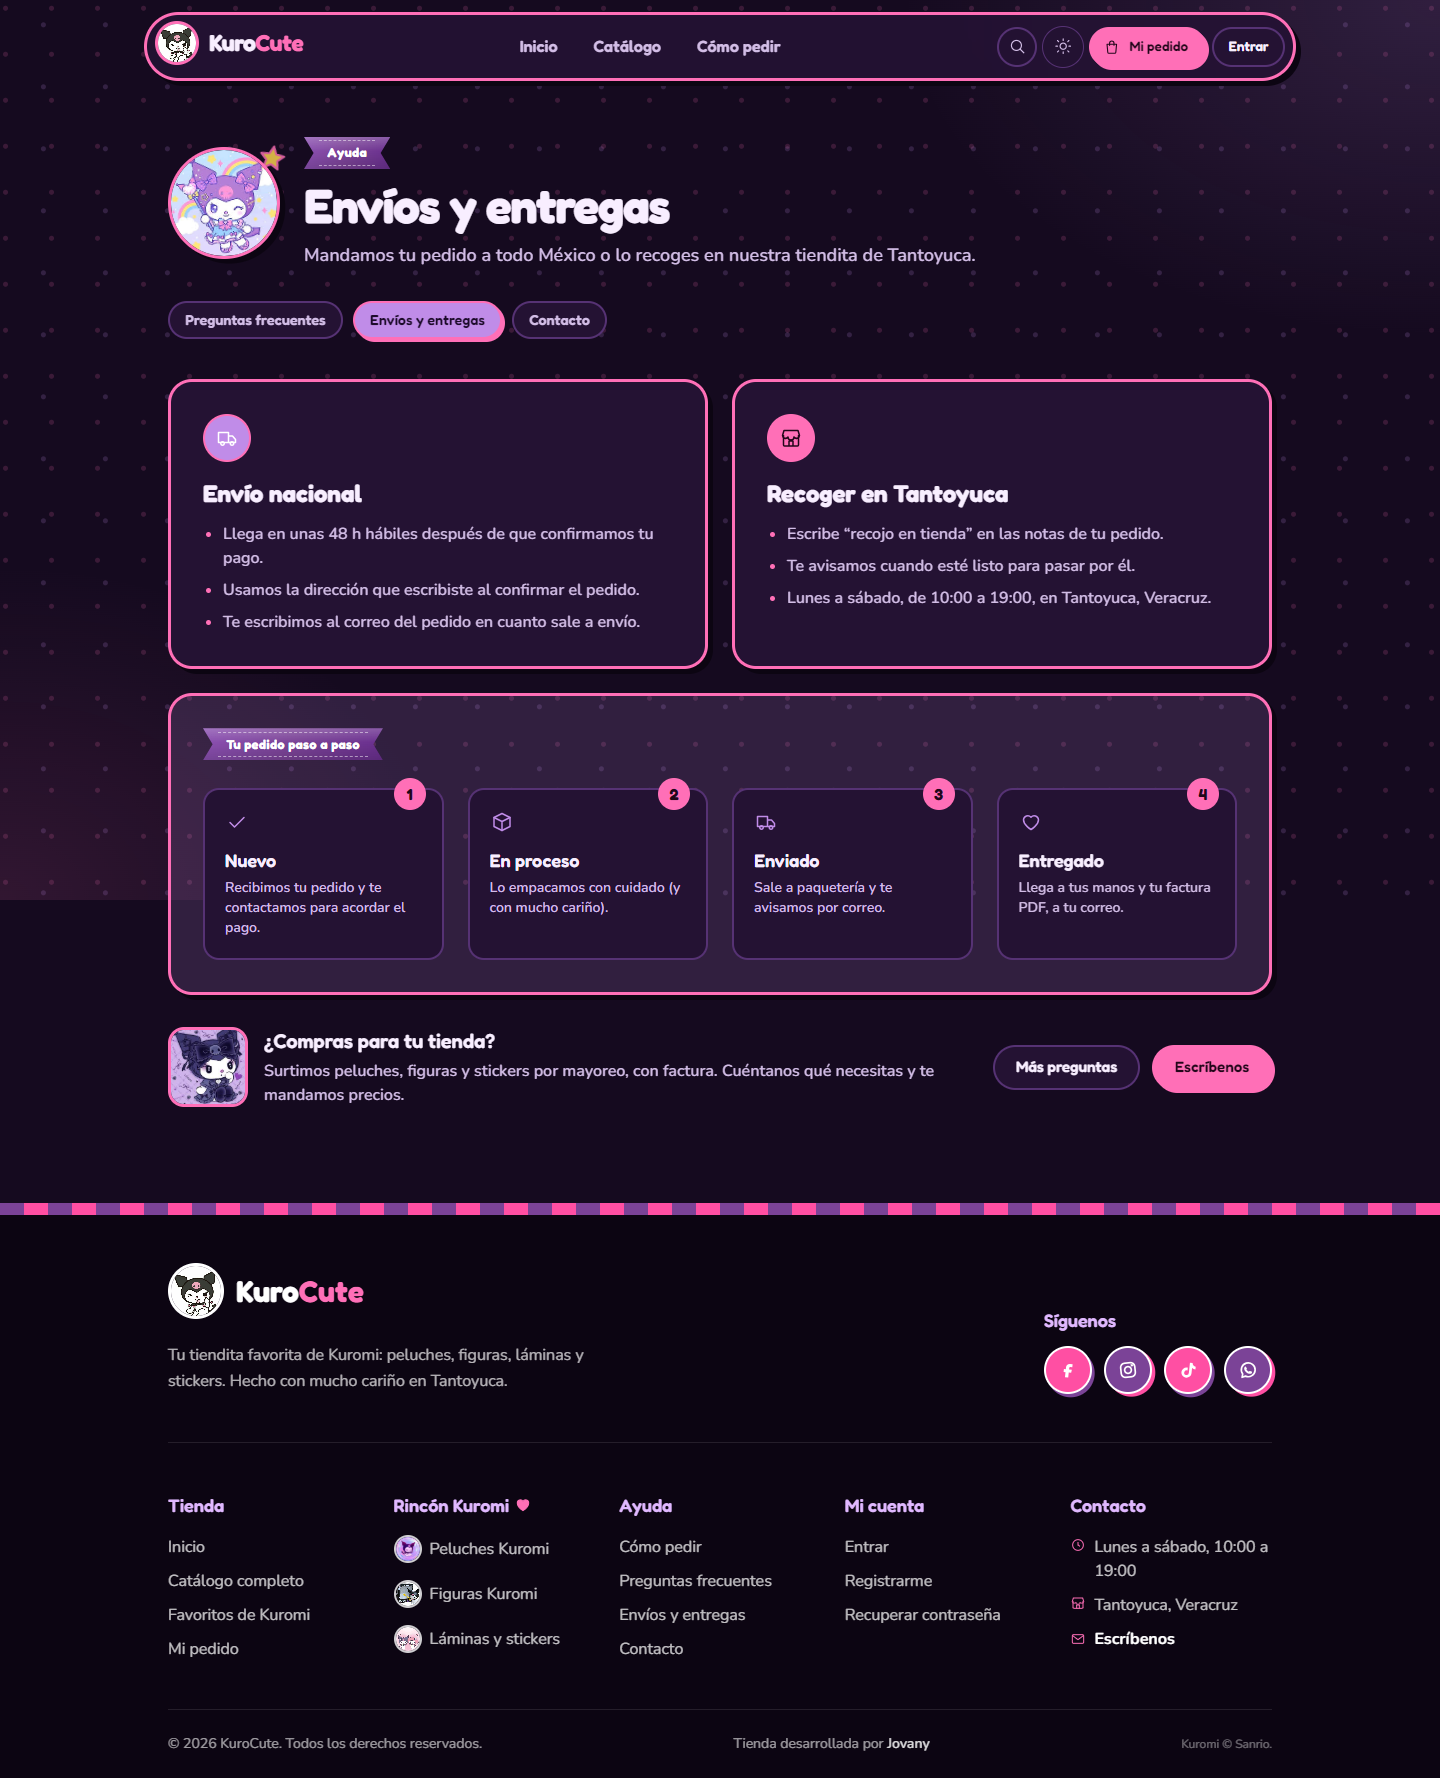 KuroCute
Inicio
Catálogo
Cómo pedir
Mi pedido
Entrar
Ayuda
Envíos y entregas
Mandamos tu pedido a todo México o lo recoges en nuestra tiendita de Tantoyuca.
Preguntas frecuentes
Envíos y entregas
Contacto
Envío nacional
Llega en unas 48 h hábiles después de que confirmamos tu
pago.
Usamos la dirección que escribiste al confirmar el pedido.
Te escribimos al correo del pedido en cuanto sale a envío.
Recoger en Tantoyuca
Escribe “recojo en tienda” en las notas de tu pedido.
Te avisamos cuando esté listo para pasar por él.
Lunes a sábado, de 10:00 a 19:00, en Tantoyuca, Veracruz.
Tu pedido paso a paso
1
Nuevo
Recibimos tu pedido y te
contactamos para acordar el
pago.
2
En proceso
Lo empacamos con cuidado (y
con mucho cariño).
3
Enviado
Sale a paquetería y te
avisamos por correo.
4
Entregado
Llega a tus manos y tu factura
PDF, a tu correo.
¿Compras para tu tienda?
Surtimos peluches, figuras y stickers por mayoreo, con factura. Cuéntanos qué necesitas y te
mandamos precios.
Más preguntas
Escríbenos
KuroCute
Tu tiendita favorita de Kuromi: peluches, figuras, láminas y
stickers. Hecho con mucho cariño en Tantoyuca.
Síguenos
Tienda
Inicio
Catálogo completo
Favoritos de Kuromi
Mi pedido
Rincón Kuromi
Peluches Kuromi
Figuras Kuromi
Láminas y stickers
Ayuda
Cómo pedir
Preguntas frecuentes
Envíos y entregas
Contacto
Mi cuenta
Entrar
Registrarme
Recuperar contraseña
Contacto
Lunes a sábado, 10:00 a
19:00
Tantoyuca, Veracruz
Escríbenos
© 2026 KuroCute. Todos los derechos reservados.
Tienda desarrollada por Jovany
Kuromi © Sanrio.